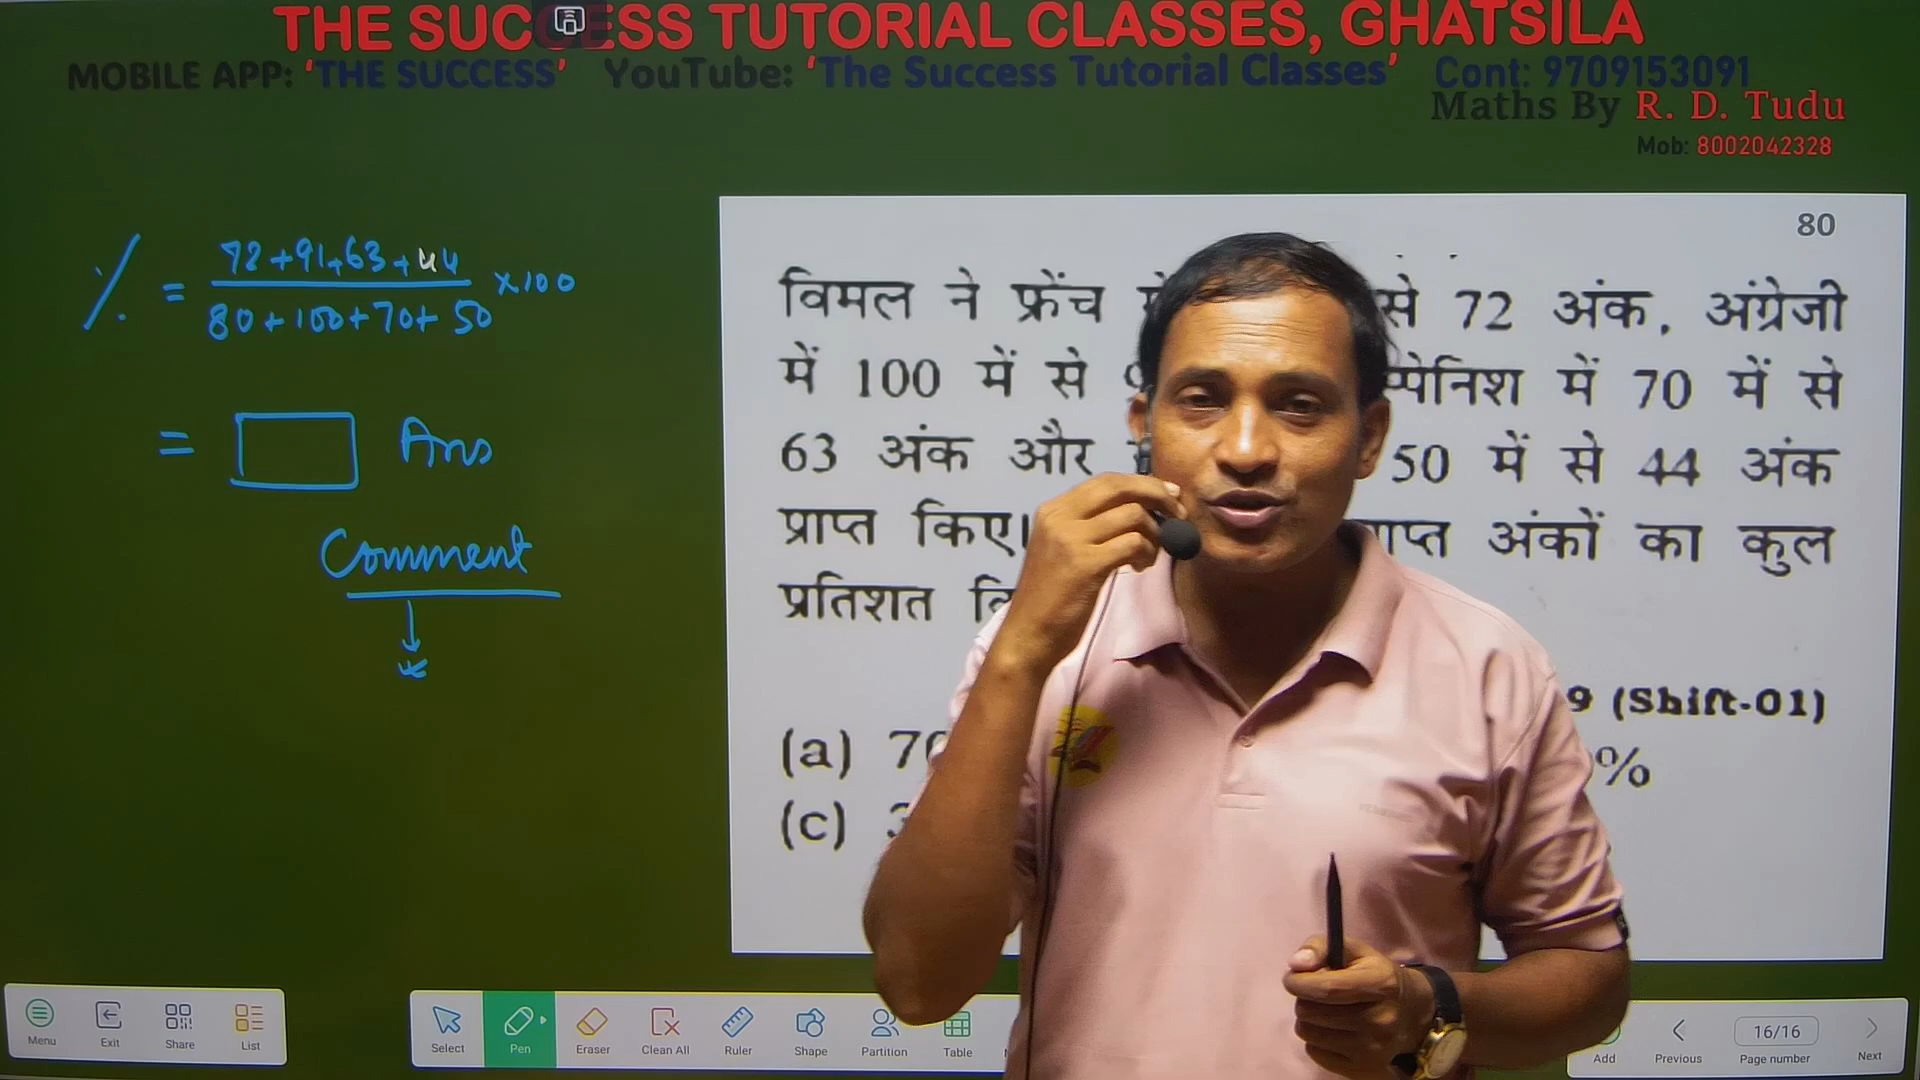 THE SUCCESS TUTORIAL CLASSES, GHATSILA
MOBILE APP: 'THE SUCCESS' YouTube: 'The Success Tutorial Classes' Cont: 9709153091
Maths By R. D. Tudu
Mob: 8002042328
% = 72+91+63+44 / 80+100+70+50 ×100
= Ans
Comment
80
विमल ने फ्रेंच से 72 अंक, अंग्रेजी
में 100 में से में 70 में से
63 अंक और 50 में से 44 अंक
प्राप्त किए। अंकों का कुल
प्रतिशत
9 (Shift-01)
(a) %
(c)
Menu Exit Share List
Select Pen Eraser Clean All Ruler Shape Partition Table
Add Previous 16/16 Page number Next